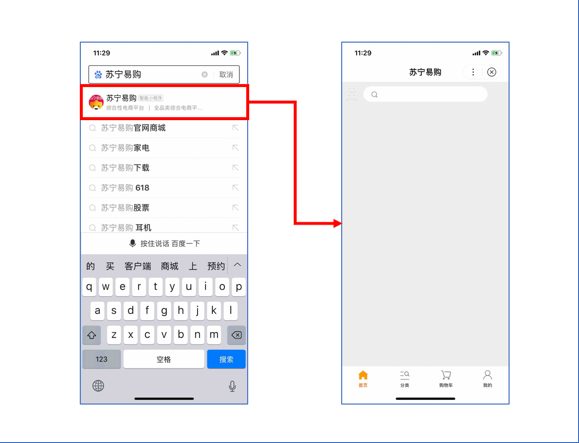 11:29
苏宁易购
取消
苏宁易购 智能小程序
综合性电商平台 | 全品类综合电商平...
苏宁易购官网商城
苏宁易购家电
苏宁易购下载
苏宁易购 618
苏宁易购股票
苏宁易购 耳机
按住说话 百度一下
的 买 客户端 商城 上 预约
q w e r t y u i o p
a s d f g h j k l
z x c v b n m
123 空格 搜索
11:29
苏宁易购
首页 分类 购物车 我的